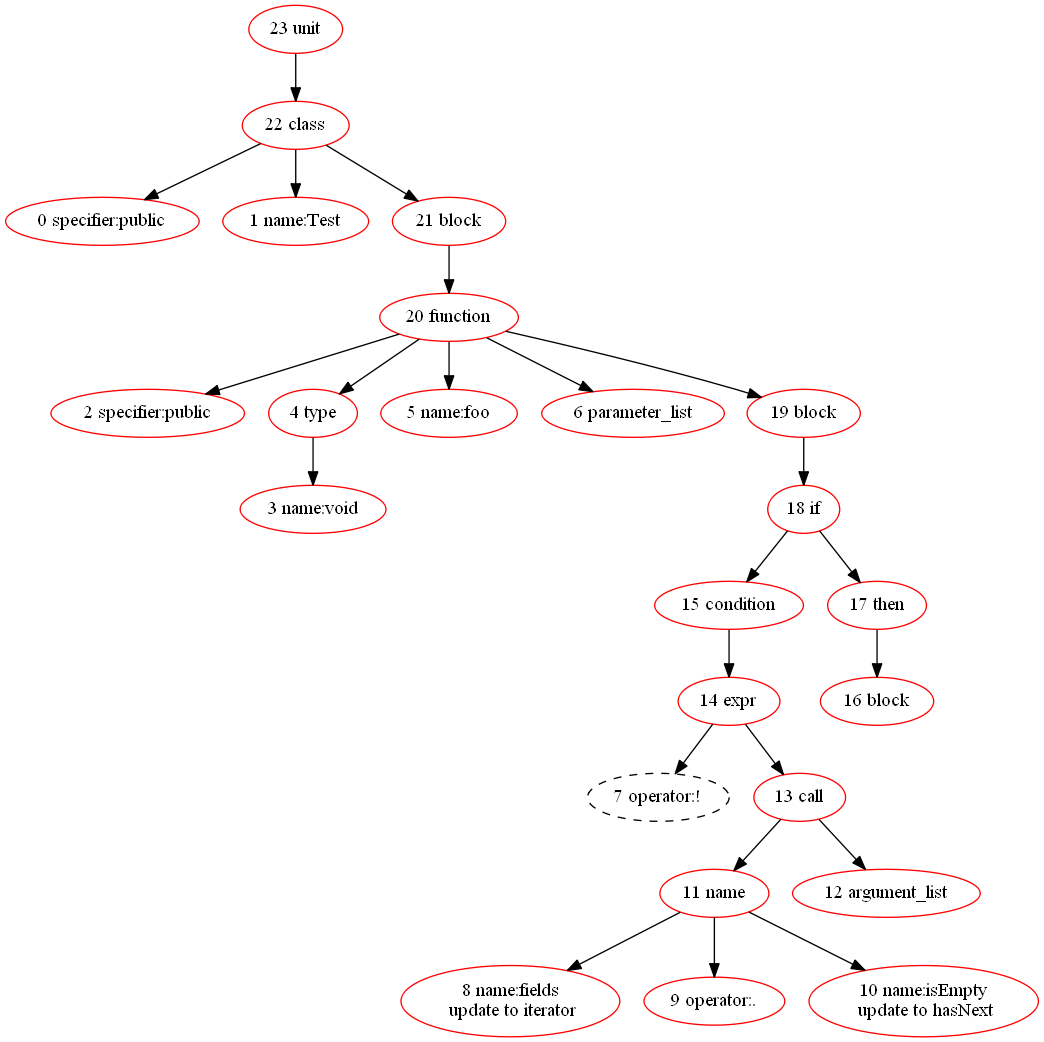 23 unit
22 class
0 specifier:public
1 name:Test
21 block
20 function
2 specifier:public
4 type
5 name:foo
6 parameter_list
19 block
3 name:void
18 if
15 condition
17 then
14 expr
16 block
7 operator:!
13 call
11 name
12 argument_list
8 name:fields
update to iterator
9 operator:.
10 name:isEmpty
update to hasNext